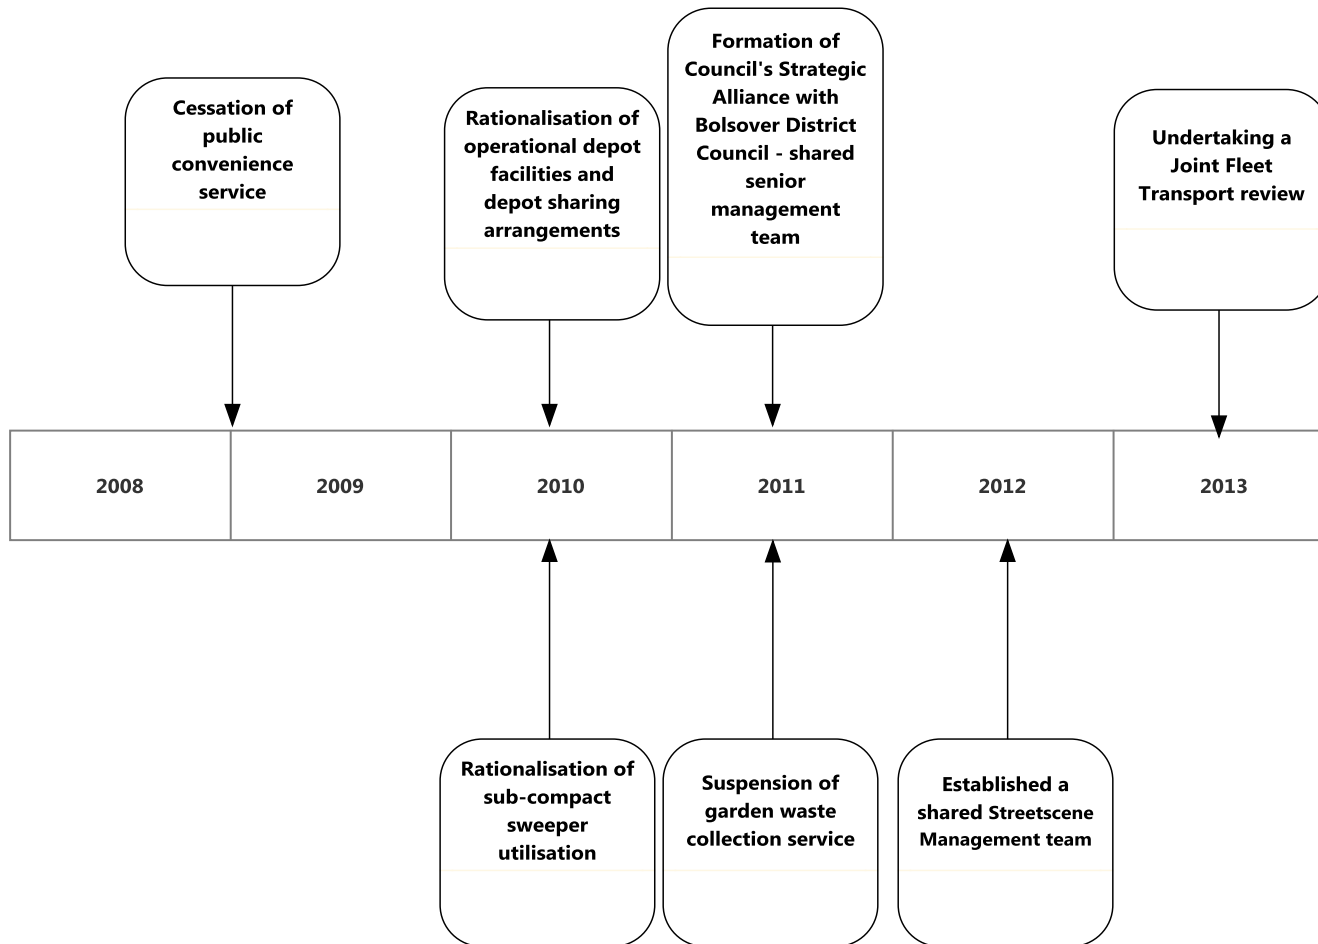 Cessation of
public
convenience
service
Rationalisation of
operational depot
facilities and
depot sharing
arrangements
Formation of
Council's Strategic
Alliance with
Bolsover District
Council - shared
senior
management
team
Undertaking a
Joint Fleet
Transport review
2008
2009
2010
2011
2012
2013
Rationalisation of
sub-compact
sweeper
utilisation
Suspension of
garden waste
collection service
Established a
shared Streetscene
Management team